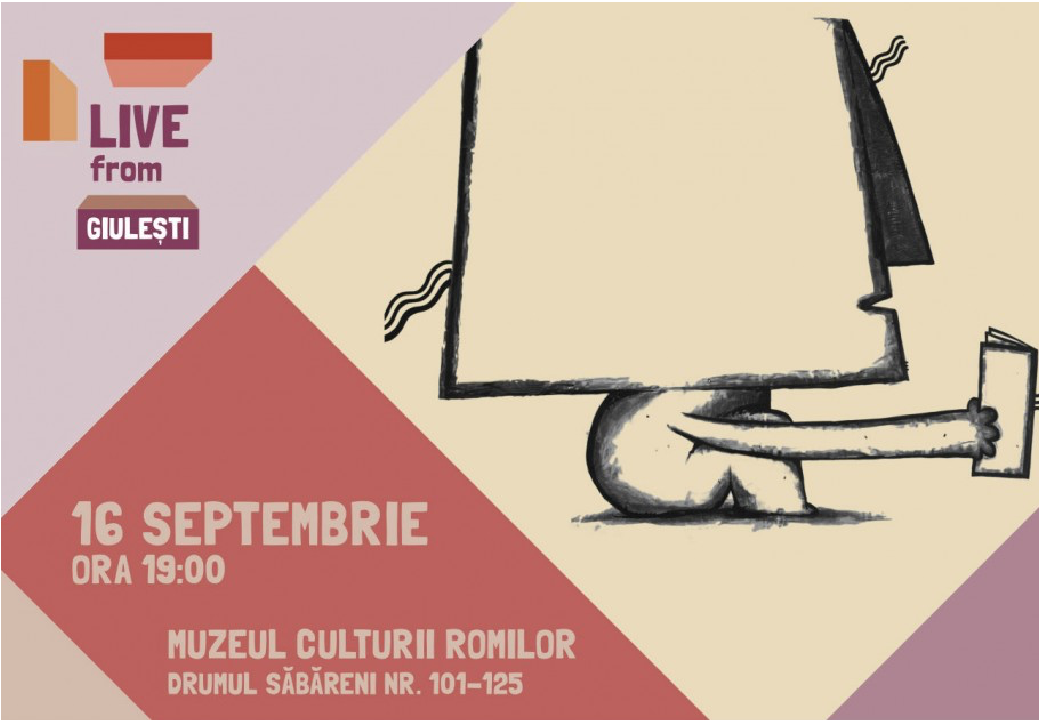 LIVE
from
GIULEȘTI
16 SEPTEMBRIE
ORA 19:00
MUZEUL CULTURII ROMILOR
DRUMUL SĂBĂRENI NR. 101-125